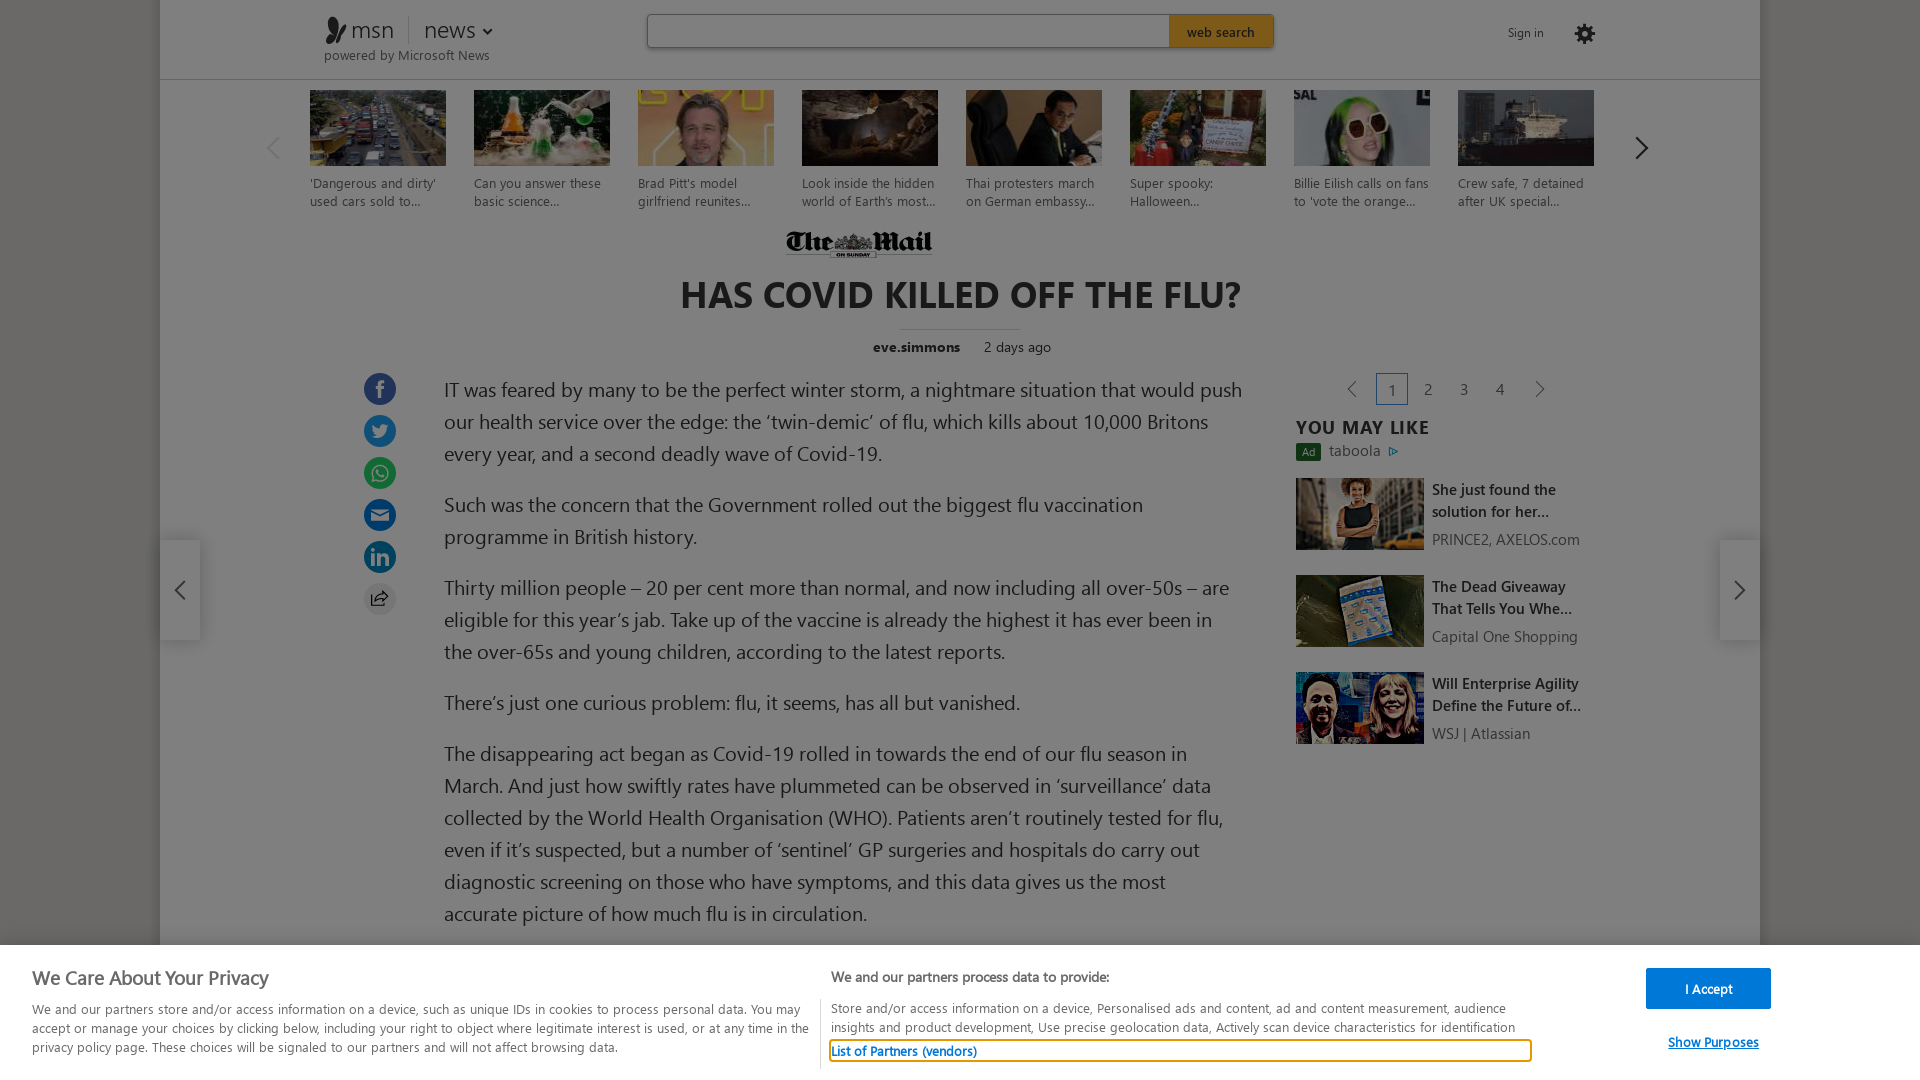 msn
news
powered by Microsoft News
web search
Sign in
'Dangerous and dirty'
used cars sold to...
Can you answer these
basic science...
Brad Pitt's model
girlfriend reunites...
Look inside the hidden
world of Earth's most...
Thai protesters march
on German embassy...
Super spooky:
Halloween...
Billie Eilish calls on fans
to 'vote the orange...
Crew safe, 7 detained
after UK special...
The Mail
ON SUNDAY
HAS COVID KILLED OFF THE FLU?
eve.simmons 2 days ago
IT was feared by many to be the perfect winter storm, a nightmare situation that would push
our health service over the edge: the ‘twin-demic’ of flu, which kills about 10,000 Britons
every year, and a second deadly wave of Covid-19.
Such was the concern that the Government rolled out the biggest flu vaccination
programme in British history.
Thirty million people – 20 per cent more than normal, and now including all over-50s – are
eligible for this year’s jab. Take up of the vaccine is already the highest it has ever been in
the over-65s and young children, according to the latest reports.
There’s just one curious problem: flu, it seems, has all but vanished.
The disappearing act began as Covid-19 rolled in towards the end of our flu season in
March. And just how swiftly rates have plummeted can be observed in ‘surveillance’ data
collected by the World Health Organisation (WHO). Patients aren’t routinely tested for flu,
even if it’s suspected, but a number of ‘sentinel’ GP surgeries and hospitals do carry out
diagnostic screening on those who have symptoms, and this data gives us the most
accurate picture of how much flu is in circulation.
1 2 3 4
YOU MAY LIKE
Ad taboola
She just found the
solution for her...
PRINCE2, AXELOS.com
The Dead Giveaway
That Tells You Whe...
Capital One Shopping
Will Enterprise Agility
Define the Future of...
WSJ | Atlassian
We Care About Your Privacy
We and our partners store and/or access information on a device, such as unique IDs in cookies to process personal data. You may
accept or manage your choices by clicking below, including your right to object where legitimate interest is used, or at any time in the
privacy policy page. These choices will be signaled to our partners and will not affect browsing data.
We and our partners process data to provide:
Store and/or access information on a device, Personalised ads and content, ad and content measurement, audience
insights and product development, Use precise geolocation data, Actively scan device characteristics for identification
List of Partners (vendors)
I Accept
Show Purposes